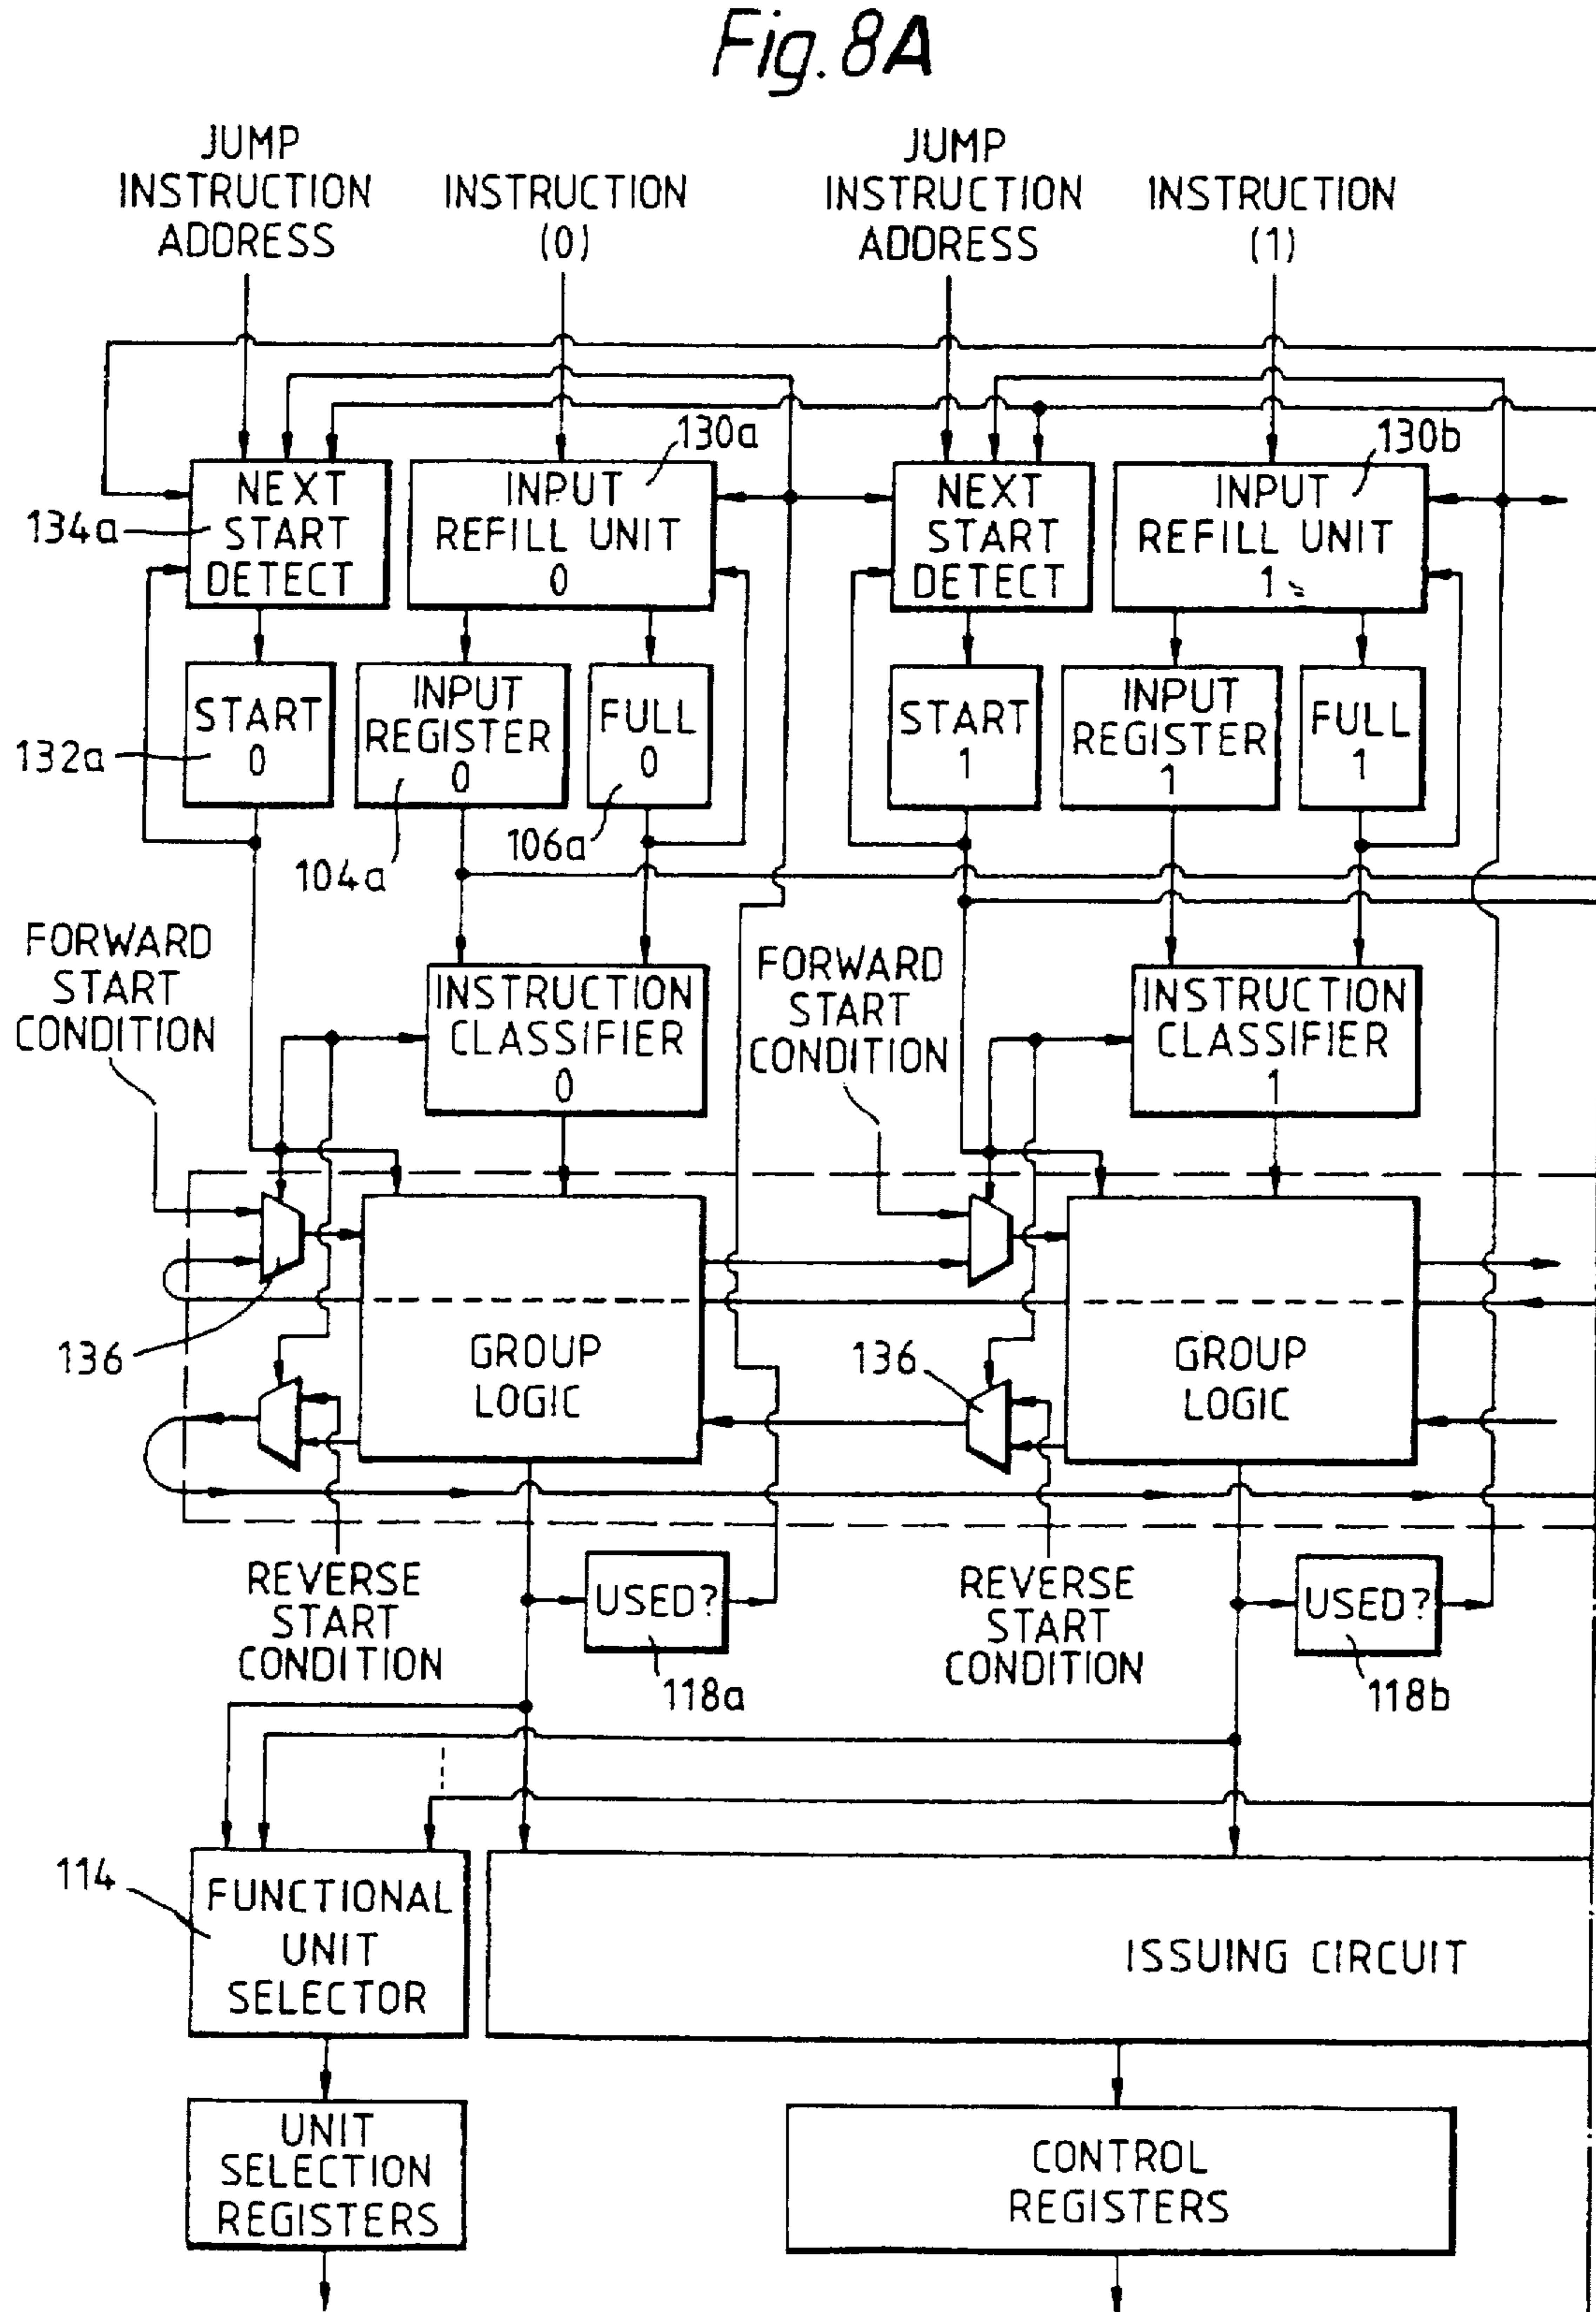 Fig. 8A
JUMP
INSTRUCTION
ADDRESS
INSTRUCTION
(0)
JUMP
INSTRUCTION
ADDRESS
INSTRUCTION
(1)
130a
130b
NEXT
START
DETECT
134a
INPUT
REFILL UNIT
0
NEXT
START
DETECT
INPUT
REFILL UNIT
1
START
0
132a
INPUT
REGISTER
0
104a
FULL
0
106a
START
1
INPUT
REGISTER
1
FULL
1
FORWARD
START
CONDITION
INSTRUCTION
CLASSIFIER
0
FORWARD
START
CONDITION
INSTRUCTION
CLASSIFIER
1
136
GROUP
LOGIC
136
GROUP
LOGIC
REVERSE
START
CONDITION
USED?
118a
REVERSE
START
CONDITION
USED?
118b
114
FUNCTIONAL
UNIT
SELECTOR
ISSUING CIRCUIT
UNIT
SELECTION
REGISTERS
CONTROL
REGISTERS